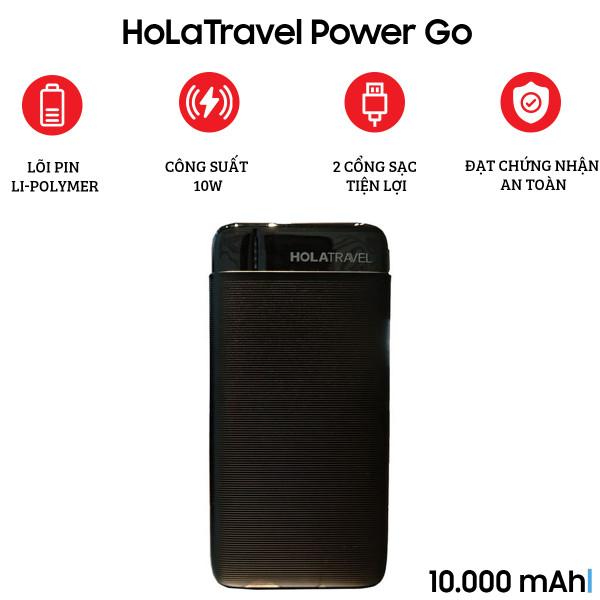 HoLaTravel Power Go
LÕI PIN
LI-POLYMER
CÔNG SUẤT
10W
2 CỔNG SẠC
TIỆN LỢI
ĐẠT CHỨNG NHẬN
AN TOÀN
HOLATRAVEL
10.000 mAh